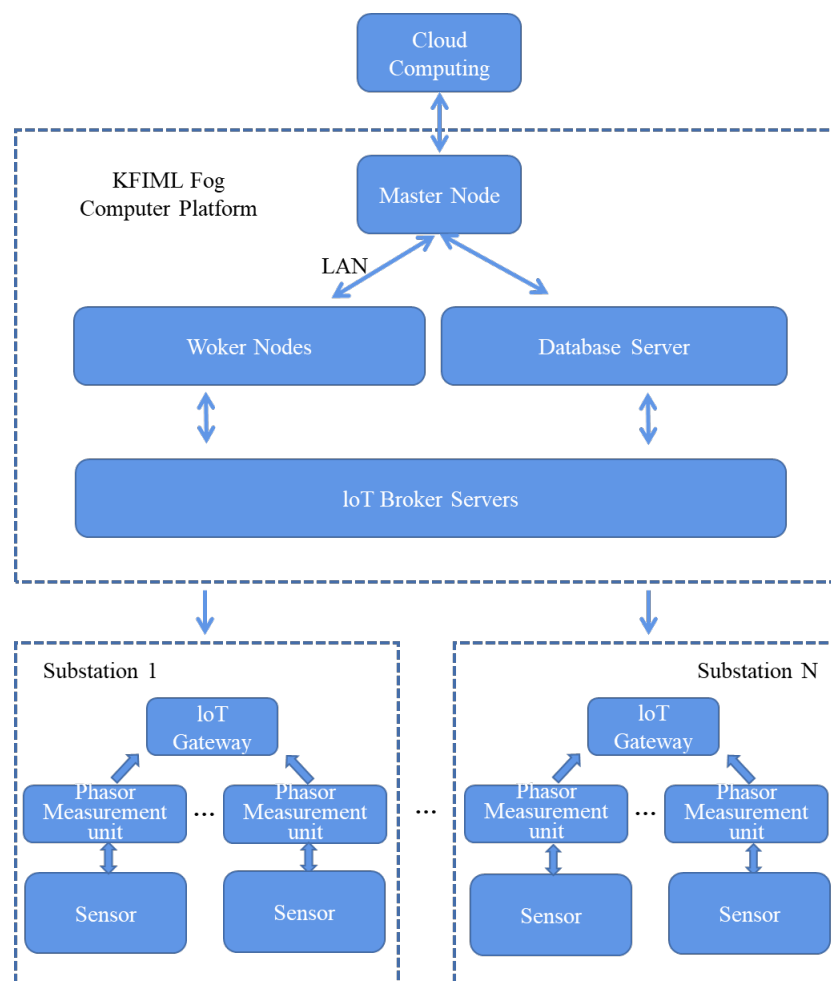 Cloud
Computing
KFIML Fog
Computer Platform
Master Node
LAN
Woker Nodes
Database Server
loT Broker Servers
Substation 1
Substation N
loT
Gateway
loT
Gateway
Phasor
Measurement
unit
...
Phasor
Measurement
unit
...
Phasor
Measurement
unit
...
Phasor
Measurement
unit
Sensor
Sensor
Sensor
Sensor